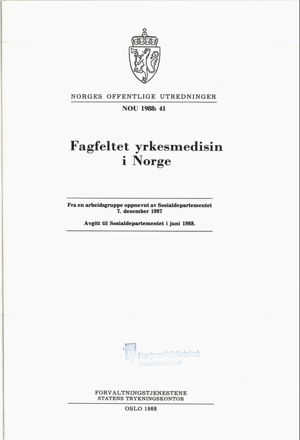 NORGES OFFENTLIGE UTREDNINGER
NOU 1988: 41
Fagfeltet yrkesmedisin
i Norge
Fra en arbeidsgruppe oppnevnt av Sosialdepartementet
7. desember 1987
Avgitt til Sosialdepartementet i juni 1988.
FORVALTNINGSTJENESTENE
STATENS TRYKNINGSKONTOR
OSLO 1988